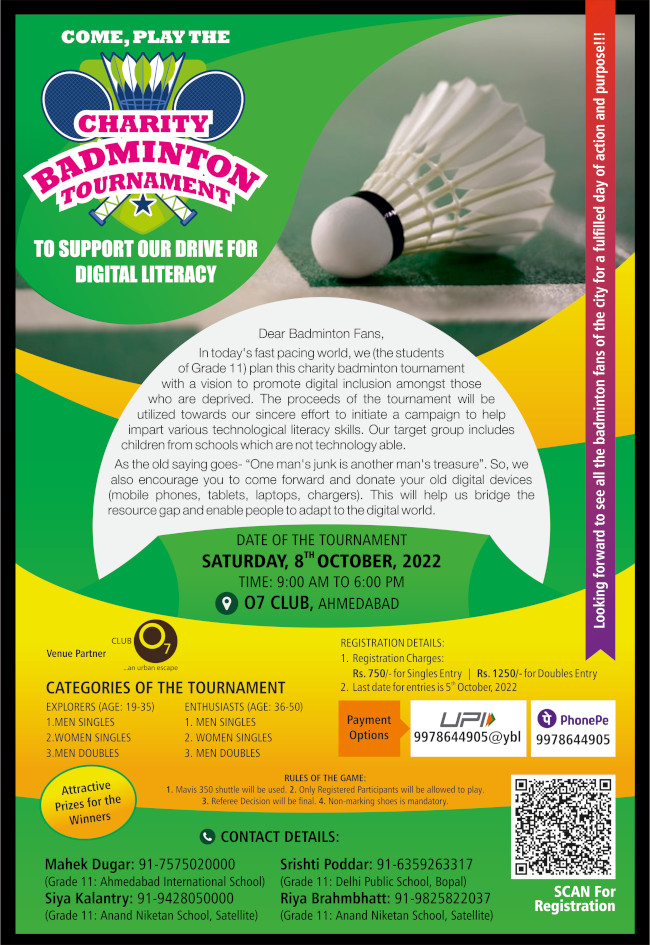 COME, PLAY THE
CHARITY
BADMINTON
TOURNAMENT
TO SUPPORT OUR DRIVE FOR
DIGITAL LITERACY
Looking forward to see all the badminton fans of the city for a fulfilled day of action and purpose!!!
Dear Badminton Fans,
In today's fast pacing world, we (the students
of Grade 11) plan this charity badminton tournament
with a vision to promote digital inclusion amongst those
who are deprived. The proceeds of the tournament will be
utilized towards our sincere effort to initiate a campaign to help
impart various technological literacy skills. Our target group includes
children from schools which are not technology able.
As the old saying goes- “One man's junk is another man's treasure”. So, we
also encourage you to come forward and donate your old digital devices
(mobile phones, tablets, laptops, chargers). This will help us bridge the
resource gap and enable people to adapt to the digital world.
DATE OF THE TOURNAMENT
SATURDAY, 8TH OCTOBER, 2022
TIME: 9:00 AM TO 6:00 PM
O7 CLUB, AHMEDABAD
Venue Partner
CLUB O7
...an urban escape
CATEGORIES OF THE TOURNAMENT
EXPLORERS (AGE: 19-35)
1.MEN SINGLES
2.WOMEN SINGLES
3.MEN DOUBLES
ENTHUSIASTS (AGE: 36-50)
1. MEN SINGLES
2. WOMEN SINGLES
3. MEN DOUBLES
REGISTRATION DETAILS:
1. Registration Charges:
Rs. 750/- for Singles Entry | Rs. 1250/- for Doubles Entry
2. Last date for entries is 5th October, 2022
Payment
Options
UPI
9978644905@ybl
PhonePe
9978644905
Attractive
Prizes for the
Winners
RULES OF THE GAME:
1. Mavis 350 shuttle will be used. 2. Only Registered Participants will be allowed to play.
3. Referee Decision will be final. 4. Non-marking shoes is mandatory.
CONTACT DETAILS:
Mahek Dugar: 91-7575020000
(Grade 11: Ahmedabad International School)
Siya Kalantry: 91-9428050000
(Grade 11: Anand Niketan School, Satellite)
Srishti Poddar: 91-6359263317
(Grade 11: Delhi Public School, Bopal)
Riya Brahmbhatt: 91-9825822037
(Grade 11: Anand Niketan School, Satellite)
SCAN For
Registration